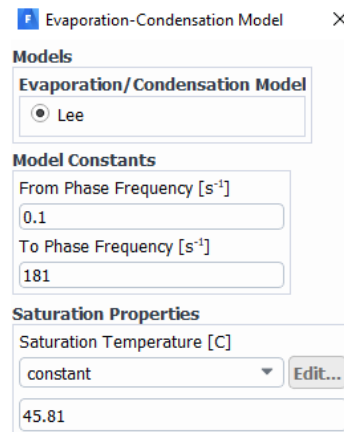 F Evaporation-Condensation Model ×
Models
Evaporation/Condensation Model
Lee
Model Constants
From Phase Frequency [s⁻¹]
0.1
To Phase Frequency [s⁻¹]
181
Saturation Properties
Saturation Temperature [C]
constant Edit...
45.81